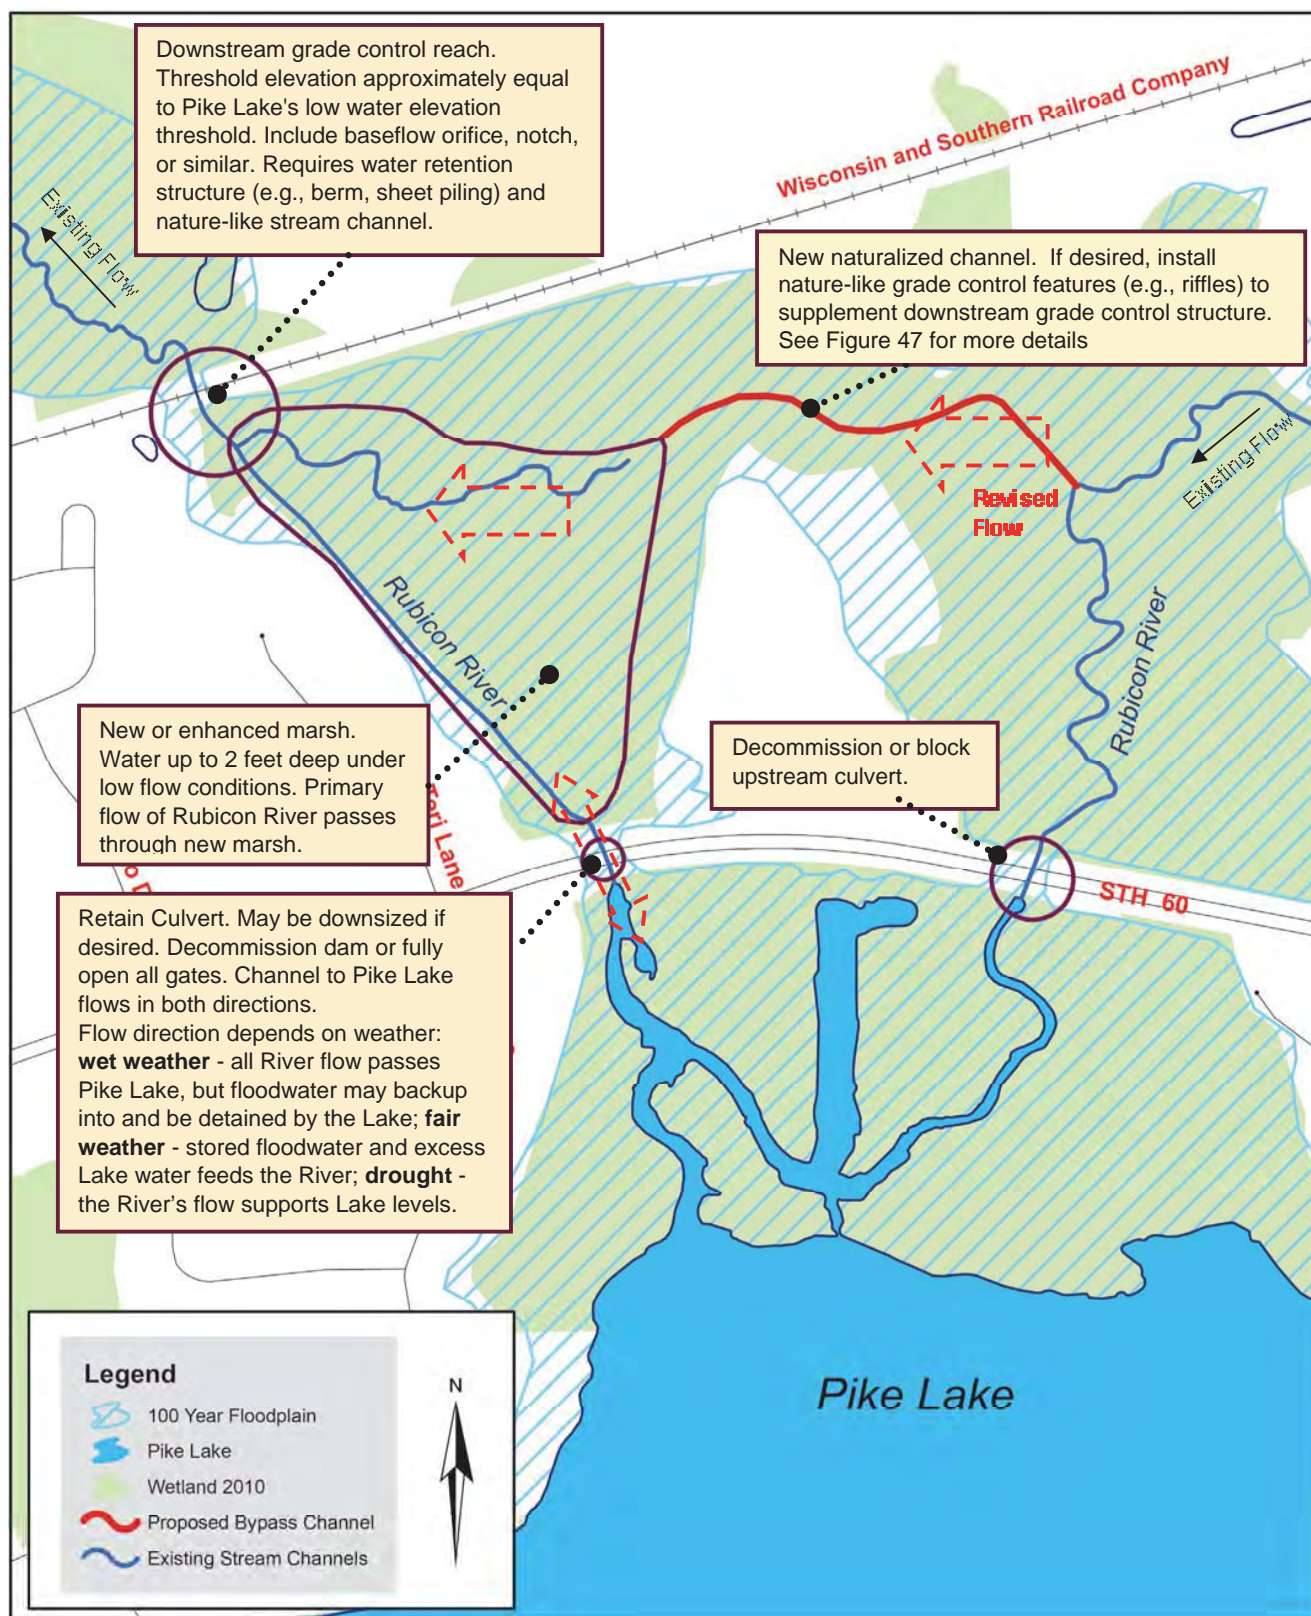 Downstream grade control reach.
Threshold elevation approximately equal
to Pike Lake's low water elevation
threshold. Include baseflow orifice, notch,
or similar. Requires water retention
structure (e.g., berm, sheet piling) and
nature-like stream channel.
Wisconsin and Southern Railroad Company
Existing Flow
New naturalized channel.  If desired, install
nature-like grade control features (e.g., riffles) to
supplement downstream grade control structure.
See Figure 47 for more details
Existing Flow
Revised
Flow
Rubicon River
Rubicon River
New or enhanced marsh.
Water up to 2 feet deep under
low flow conditions. Primary
flow of Rubicon River passes
through new marsh.
Decommission or block
upstream culvert.
Teri Lane
STH 60
Retain Culvert. May be downsized if
desired. Decommission dam or fully
open all gates. Channel to Pike Lake
flows in both directions.
Flow direction depends on weather:
wet weather - all River flow passes
Pike Lake, but floodwater may backup
into and be detained by the Lake; fair
weather - stored floodwater and excess
Lake water feeds the River; drought -
the River's flow supports Lake levels.
Pike Lake
Legend
100 Year Floodplain
Pike Lake
Wetland 2010
Proposed Bypass Channel
Existing Stream Channels
N